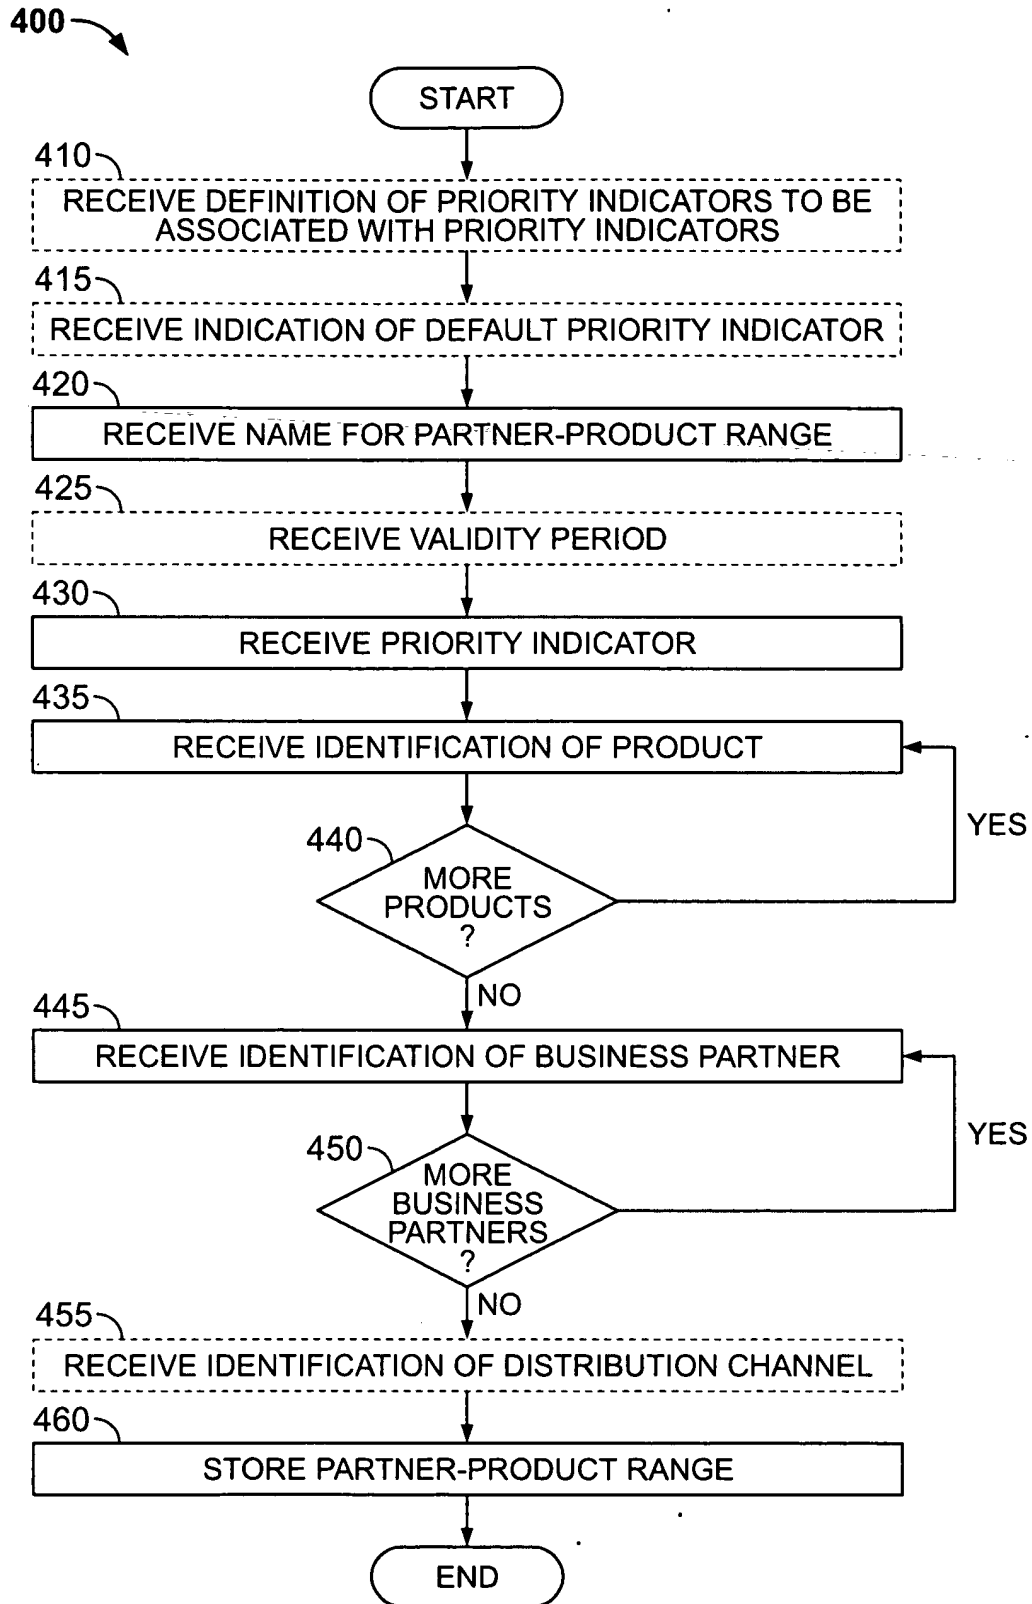 400
START
410
RECEIVE DEFINITION OF PRIORITY INDICATORS TO BE
ASSOCIATED WITH PRIORITY INDICATORS
415
RECEIVE INDICATION OF DEFAULT PRIORITY INDICATOR
420
RECEIVE NAME FOR PARTNER-PRODUCT RANGE
425
RECEIVE VALIDITY PERIOD
430
RECEIVE PRIORITY INDICATOR
435
RECEIVE IDENTIFICATION OF PRODUCT
YES
440
MORE
PRODUCTS
?
NO
445
RECEIVE IDENTIFICATION OF BUSINESS PARTNER
YES
450
MORE
BUSINESS
PARTNERS
?
NO
455
RECEIVE IDENTIFICATION OF DISTRIBUTION CHANNEL
460
STORE PARTNER-PRODUCT RANGE
END